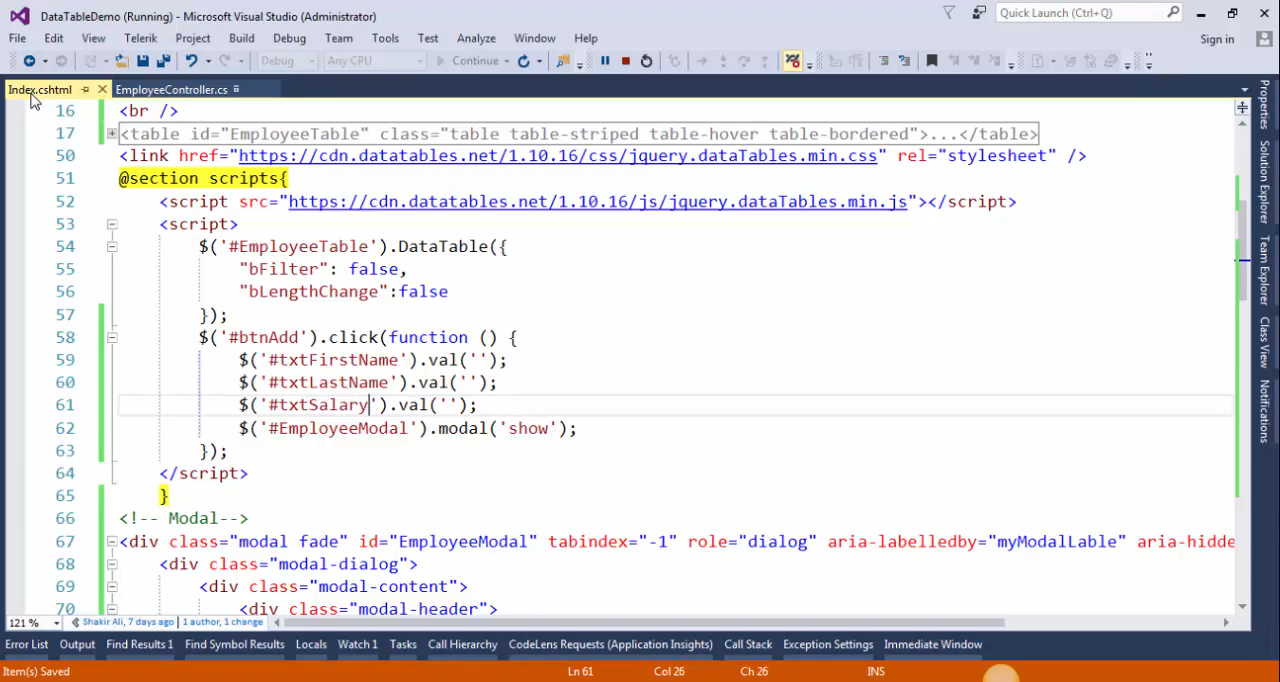 DataTableDemo (Running) - Microsoft Visual Studio (Administrator)
Quick Launch (Ctrl+Q)
File Edit View Telerik Project Build Debug Team Tools Test Analyze Window Help
Sign in
Debug Any CPU Continue
Index.cshtml EmployeeController.cs
16 <br />
17 <table id="EmployeeTable" class="table table-striped table-hover table-bordered">...</table>
50 <link href="https://cdn.datatables.net/1.10.16/css/jquery.dataTables.min.css" rel="stylesheet" />
51 @section scripts{
52 <script src="https://cdn.datatables.net/1.10.16/js/jquery.dataTables.min.js"></script>
53 <script>
54 $('#EmployeeTable').DataTable({
55 "bFilter": false,
56 "bLengthChange":false
57 });
58 $('#btnAdd').click(function () {
59 $('#txtFirstName').val('');
60 $('#txtLastName').val('');
61 $('#txtSalary').val('');
62 $('#EmployeeModal').modal('show');
63 });
64 </script>
65 }
66 <!-- Modal-->
67 <div class="modal fade" id="EmployeeModal" tabindex="-1" role="dialog" aria-labelledby="myModalLable" aria-hidde
68 <div class="modal-dialog">
69 <div class="modal-content">
70 <div class="modal-header">
Properties
Solution Explorer
Team Explorer
Class View
Notifications
121 % Shakir Ali, 7 days ago | 1 author, 1 change
Error List Output Find Results 1 Find Symbol Results Locals Watch 1 Tasks Call Hierarchy CodeLens Operations (Application Insights) Call Stack Exception Settings Immediate Window
Item(s) Saved Ln 61 Col 26 Ch 26 INS